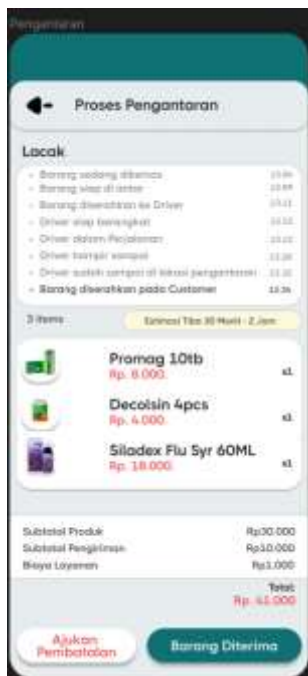 Pengantaran
Proses Pengantaran
Lacak
- Barang sedang dikemas
- Barang siap di antar
- Barang diserahkan ke Driver
- Driver siap berangkat
- Driver dalam Perjalanan
- Driver hampir sampai
- Driver sudah sampai di lokasi pengantaran
- Barang diserahkan pada Customer
3 items
Estimasi Tiba 30 Menit - 2 Jam
Promag 10tb
Rp. 8.000 x1
Decolsin 4pcs
Rp. 4.000 x1
Siladex Flu Syr 60ML
Rp. 18.000 x1
Subtotal Produk Rp30.000
Subtotal Pengiriman Rp10.000
Biaya Layanan Rp1.000
Total:
Rp. 41.000
Ajukan
Pembatalan
Barang Diterima